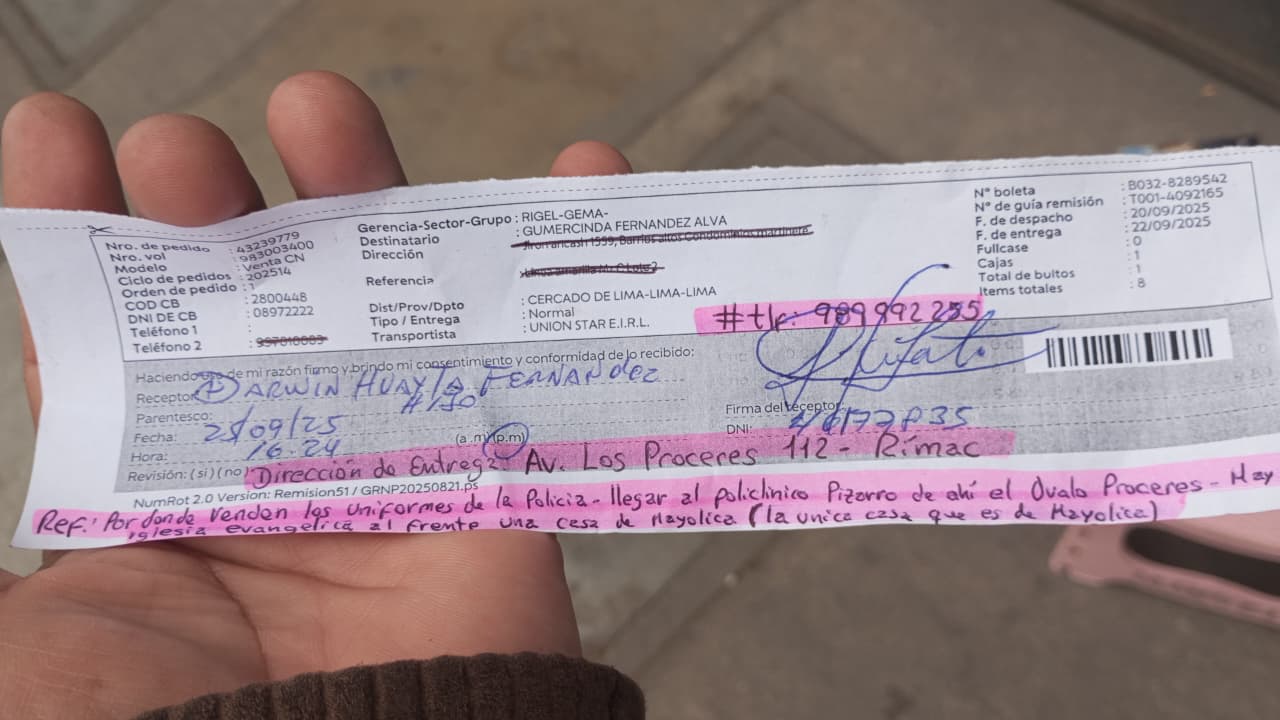 Nro. de pedido : 43239779
Nro. vol : 983003400
Modelo : Venta CN
Ciclo de pedidos : 202514
Orden de pedido : 1
COD CB : 2800448
DNI DE CB : 08972222
Teléfono 1 :
Teléfono 2 : 997810083
Gerencia-Sector-Grupo : RIGEL-GEMA-
Destinatario : GUMERCINDA FERNANDEZ ALVA
Dirección :
Referencia :
Dist/Prov/Dpto : CERCADO DE LIMA-LIMA-LIMA
Tipo / Entrega : Normal
Transportista : UNION STAR E.I.R.L.
N° boleta : B032-8289542
N° de guía remisión : T001-4092165
F. de despacho : 20/09/2025
F. de entrega : 22/09/2025
Fullcase : 0
Cajas : 1
Total de bultos : 1
Items totales : 8
#tlf: 989992255
Haciendo uso de mi razón firmo y brindo mi consentimiento y conformidad de lo recibido:
Receptor: DARWIN HUAYTA FERNANDEZ
Parentesco: HIJO
Fecha: 25/09/25
Hora: 16:24 (a.m) (p.m)
Firma del receptor
DNI:
Revisión: (si) (no)
Dirección de Entrega Av. Los Proceres 112 - Rímac
NumRot 2.0 Version: Remision51 / GRNP20250821.ps
Ref: Por donde venden los uniformes de la Policia - llegar al policlinico Pizarro de ahí el Ovalo Proceres - Hay
iglesia evangelica al frente una casa de Mayolica (la unica casa que es de Mayolica)